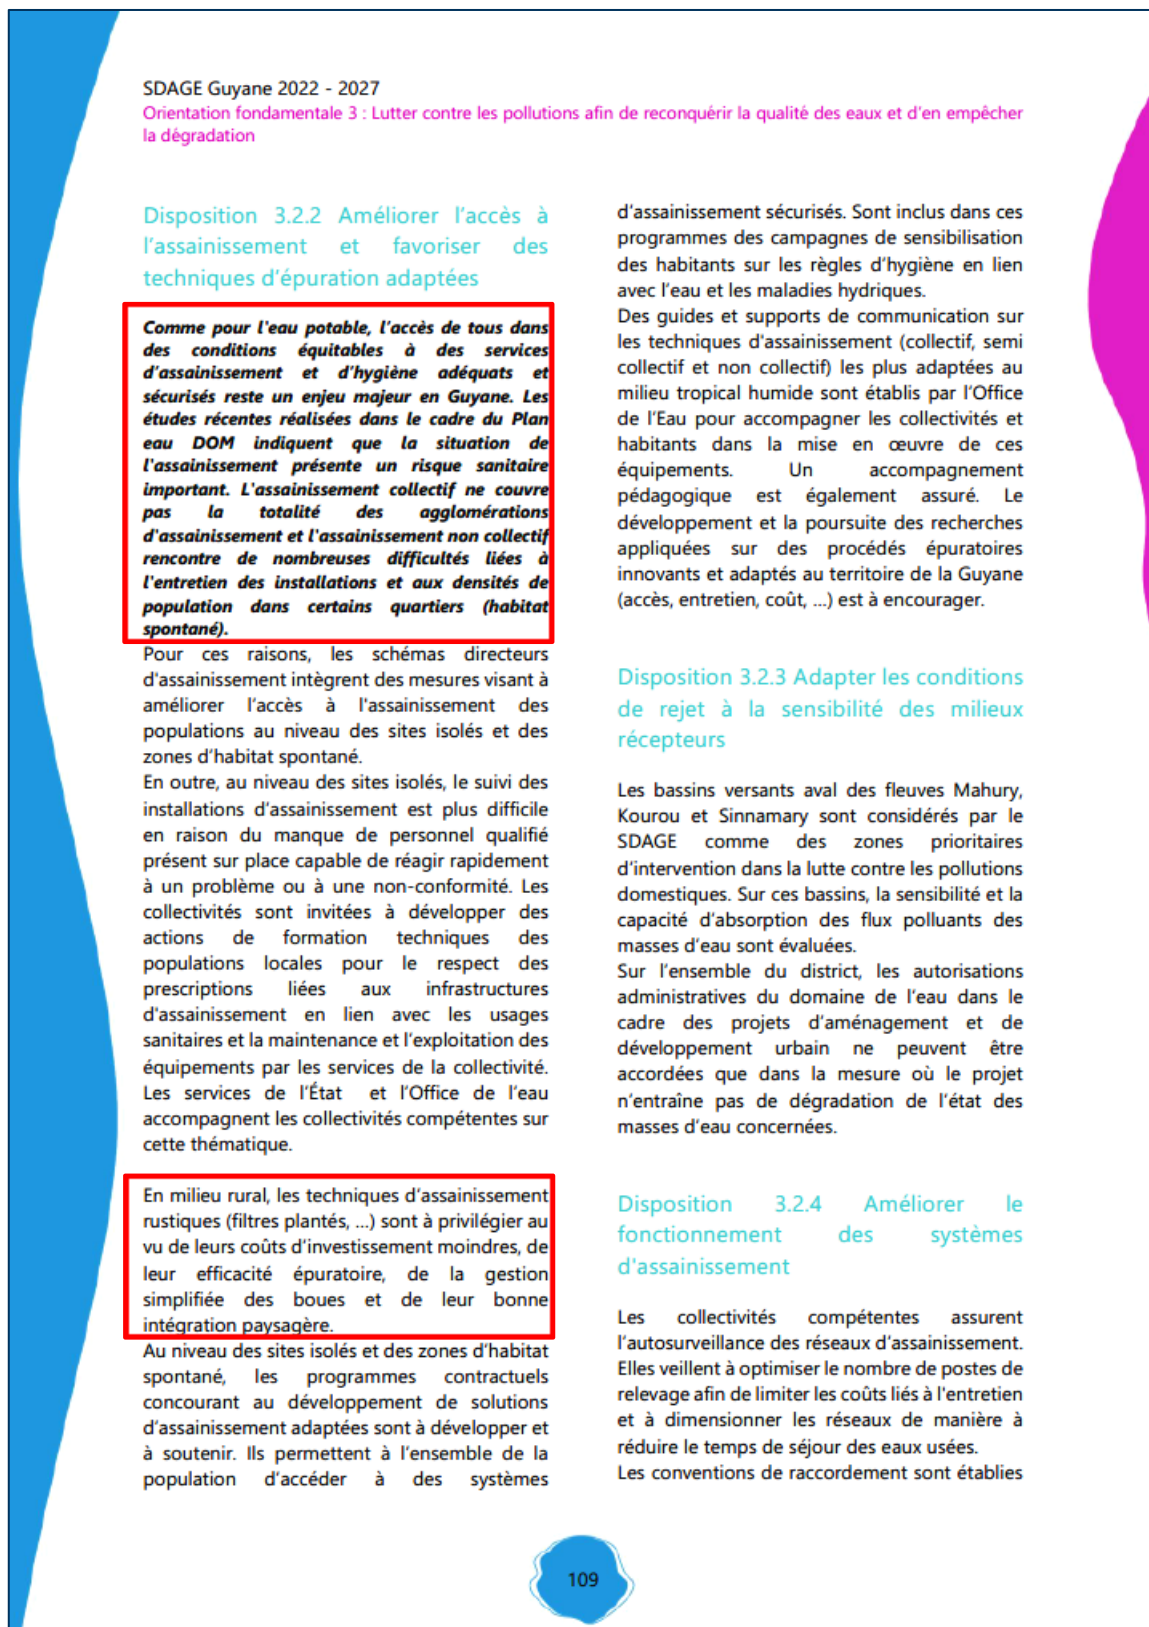 SDAGE Guyane 2022 - 2027
Orientation fondamentale 3 : Lutter contre les pollutions afin de reconquérir la qualité des eaux et d'en empêcher
la dégradation
Disposition 3.2.2 Améliorer l'accès à
l'assainissement et favoriser des
techniques d'épuration adaptées
Comme pour l'eau potable, l'accès de tous dans
des conditions équitables à des services
d'assainissement et d'hygiène adéquats et
sécurisés reste un enjeu majeur en Guyane. Les
études récentes réalisées dans le cadre du Plan
eau DOM indiquent que la situation de
l'assainissement présente un risque sanitaire
important. L'assainissement collectif ne couvre
pas la totalité des agglomérations
d'assainissement et l'assainissement non collectif
rencontre de nombreuses difficultés liées à
l'entretien des installations et aux densités de
population dans certains quartiers (habitat
spontané).
Pour ces raisons, les schémas directeurs
d'assainissement intègrent des mesures visant à
améliorer l'accès à l'assainissement des
populations au niveau des sites isolés et des
zones d'habitat spontané.
En outre, au niveau des sites isolés, le suivi des
installations d'assainissement est plus difficile
en raison du manque de personnel qualifié
présent sur place capable de réagir rapidement
à un problème ou à une non-conformité. Les
collectivités sont invitées à développer des
actions de formation techniques des
populations locales pour le respect des
prescriptions liées aux infrastructures
d'assainissement en lien avec les usages
sanitaires et la maintenance et l'exploitation des
équipements par les services de la collectivité.
Les services de l'État et l'Office de l'eau
accompagnent les collectivités compétentes sur
cette thématique.
En milieu rural, les techniques d'assainissement
rustiques (filtres plantés, ...) sont à privilégier au
vu de leurs coûts d'investissement moindres, de
leur efficacité épuratoire, de la gestion
simplifiée des boues et de leur bonne
intégration paysagère.
Au niveau des sites isolés et des zones d'habitat
spontané, les programmes contractuels
concourant au développement de solutions
d'assainissement adaptées sont à développer et
à soutenir. Ils permettent à l'ensemble de la
population d'accéder à des systèmes
d'assainissement sécurisés. Sont inclus dans ces
programmes des campagnes de sensibilisation
des habitants sur les règles d'hygiène en lien
avec l'eau et les maladies hydriques.
Des guides et supports de communication sur
les techniques d'assainissement (collectif, semi
collectif et non collectif) les plus adaptées au
milieu tropical humide sont établis par l'Office
de l'Eau pour accompagner les collectivités et
habitants dans la mise en œuvre de ces
équipements. Un accompagnement
pédagogique est également assuré. Le
développement et la poursuite des recherches
appliquées sur des procédés épuratoires
innovants et adaptés au territoire de la Guyane
(accès, entretien, coût, ...) est à encourager.
Disposition 3.2.3 Adapter les conditions
de rejet à la sensibilité des milieux
récepteurs
Les bassins versants aval des fleuves Mahury,
Kourou et Sinnamary sont considérés par le
SDAGE comme des zones prioritaires
d'intervention dans la lutte contre les pollutions
domestiques. Sur ces bassins, la sensibilité et la
capacité d'absorption des flux polluants des
masses d'eau sont évaluées.
Sur l'ensemble du district, les autorisations
administratives du domaine de l'eau dans le
cadre des projets d'aménagement et de
développement urbain ne peuvent être
accordées que dans la mesure où le projet
n'entraîne pas de dégradation de l'état des
masses d'eau concernées.
Disposition 3.2.4 Améliorer le
fonctionnement des systèmes
d'assainissement
Les collectivités compétentes assurent
l'autosurveillance des réseaux d'assainissement.
Elles veillent à optimiser le nombre de postes de
relevage afin de limiter les coûts liés à l'entretien
et à dimensionner les réseaux de manière à
réduire le temps de séjour des eaux usées.
Les conventions de raccordement sont établies
109